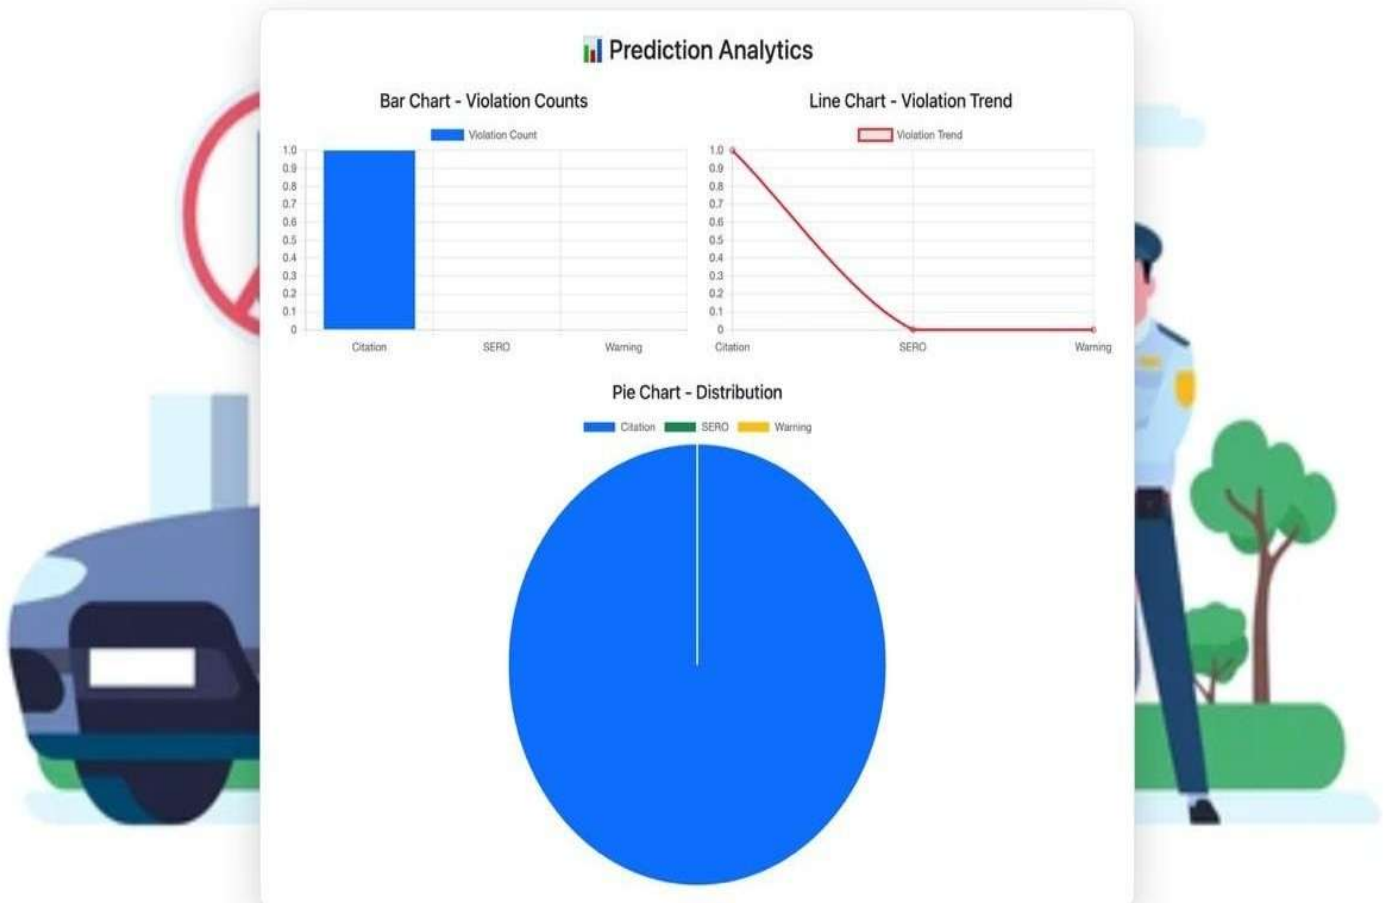 Prediction Analytics
Bar Chart - Violation Counts
Violation Count
1.0
0.9
0.8
0.7
0.6
0.5
0.4
0.3
0.2
0.1
0
Citation SERO Warning
Line Chart - Violation Trend
Violation Trend
1.0
0.9
0.8
0.7
0.6
0.5
0.4
0.3
0.2
0.1
0
Citation SERO Warning
Pie Chart - Distribution
Citation SERO Warning